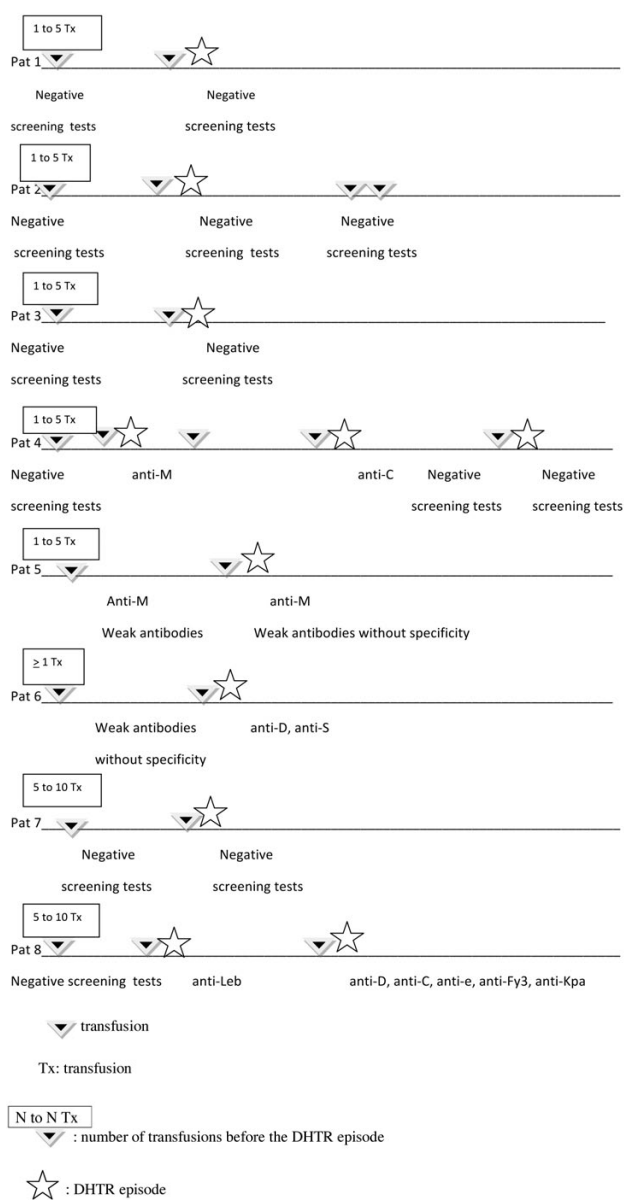 1 to 5 Tx
Pat 1
Negative Negative
screening tests screening tests
1 to 5 Tx
Pat 2
Negative Negative Negative
screening tests screening tests screening tests
1 to 5 Tx
Pat 3
Negative Negative
screening tests screening tests
1 to 5 Tx
Pat 4
Negative anti-M anti-C Negative Negative
screening tests screening tests screening tests
1 to 5 Tx
Pat 5
Anti-M anti-M
Weak antibodies Weak antibodies without specificity
≥ 1 Tx
Pat 6
Weak antibodies anti-D, anti-S
without specificity
5 to 10 Tx
Pat 7
Negative Negative
screening tests screening tests
5 to 10 Tx
Pat 8
Negative screening tests anti-Leb anti-D, anti-C, anti-e, anti-Fy3, anti-Kpa
transfusion
Tx: transfusion
N to N Tx
: number of transfusions before the DHTR episode
: DHTR episode